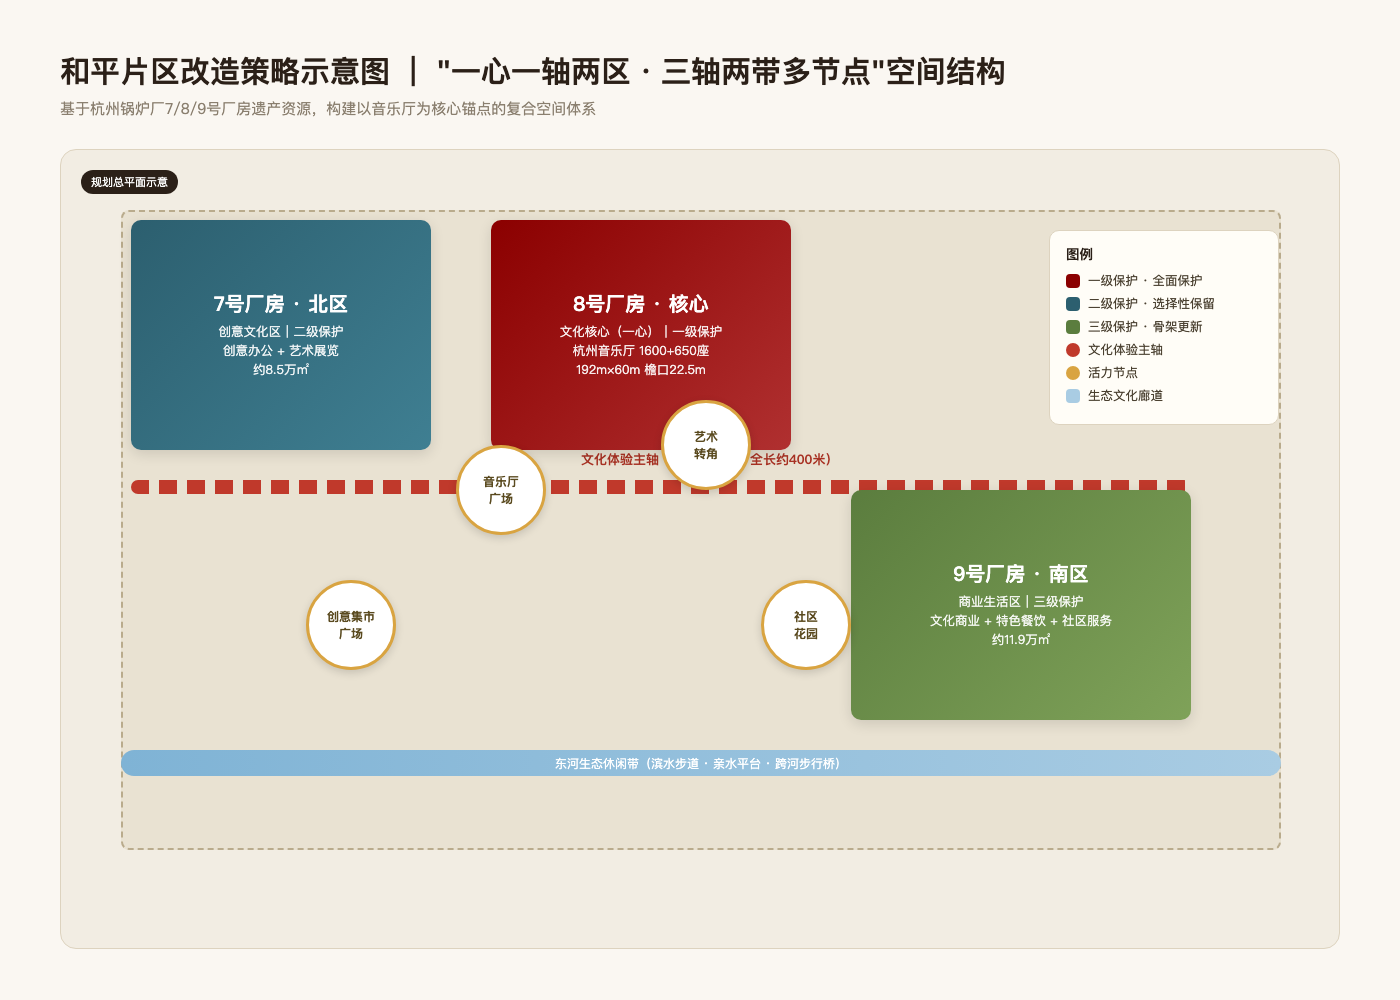 和平片区改造策略示意图 ｜ "一心一轴两区 · 三轴两带多节点"空间结构
基于杭州锅炉厂7/8/9号厂房遗产资源，构建以音乐厅为核心锚点的复合空间体系
规划总平面示意
7号厂房 · 北区
创意文化区｜二级保护
创意办公 + 艺术展览
约8.5万㎡
8号厂房 · 核心
文化核心（一心）｜一级保护
杭州音乐厅 1600+650座
192m×60m 檐口22.5m
图例
一级保护 · 全面保护
二级保护 · 选择性保留
三级保护 · 骨架更新
文化体验主轴
活力节点
生态文化廊道
艺术
转角
文化体验主轴
全长约400米）
音乐厅
广场
9号厂房 · 南区
商业生活区｜三级保护
文化商业 + 特色餐饮 + 社区服务
约11.9万㎡
创意集市
广场
社区
花园
东河生态休闲带（滨水步道 · 亲水平台 · 跨河步行桥）